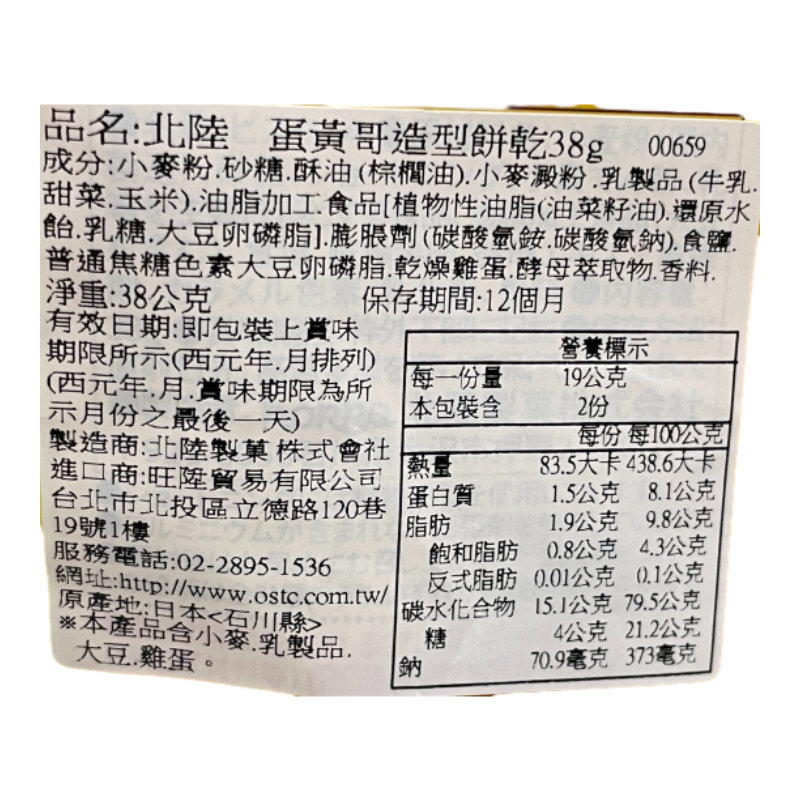 品名:北陸 蛋黃哥造型餅乾38g 00659
成分:小麥粉.砂糖.酥油(棕櫚油).小麥澱粉.乳製品(牛乳.
甜菜.玉米).油脂加工食品[植物性油脂(油菜籽油).還原水
飴.乳糖.大豆卵磷脂].膨脹劑(碳酸氫銨.碳酸氫鈉).食鹽.
普通焦糖色素大豆卵磷脂.乾燥雞蛋.酵母萃取物.香料.
淨重:38公克 保存期間:12個月
有效日期:即包裝上賞味
期限所示(西元年.月排列)
(西元年.月.賞味期限為所
示月份之最後一天)
製造商:北陸製菓株式會社
進口商:旺陸貿易有限公司
台北市北投區立德路120巷
19號1樓
服務電話:02-2895-1536
網址:http://www.ostc.com.tw/
原產地:日本<石川縣>
※本產品含小麥.乳製品.
大豆.雞蛋。
營養標示
每一份量 19公克
本包裝含 2份
每份 每100公克
熱量 83.5大卡 438.6大卡
蛋白質 1.5公克 8.1公克
脂肪 1.9公克 9.8公克
飽和脂肪 0.8公克 4.3公克
反式脂肪 0.01公克 0.1公克
碳水化合物 15.1公克 79.5公克
糖 4公克 21.2公克
鈉 70.9毫克 373毫克